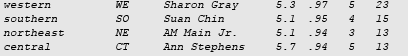 western WE Sharon Gray 5.3 .97 5 23
southern SO Suan Chin 5.1 .95 4 15
northeast NE AM Main Jr. 5.1 .94 3 13
central CT Ann Stephens 5.7 .94 5 13